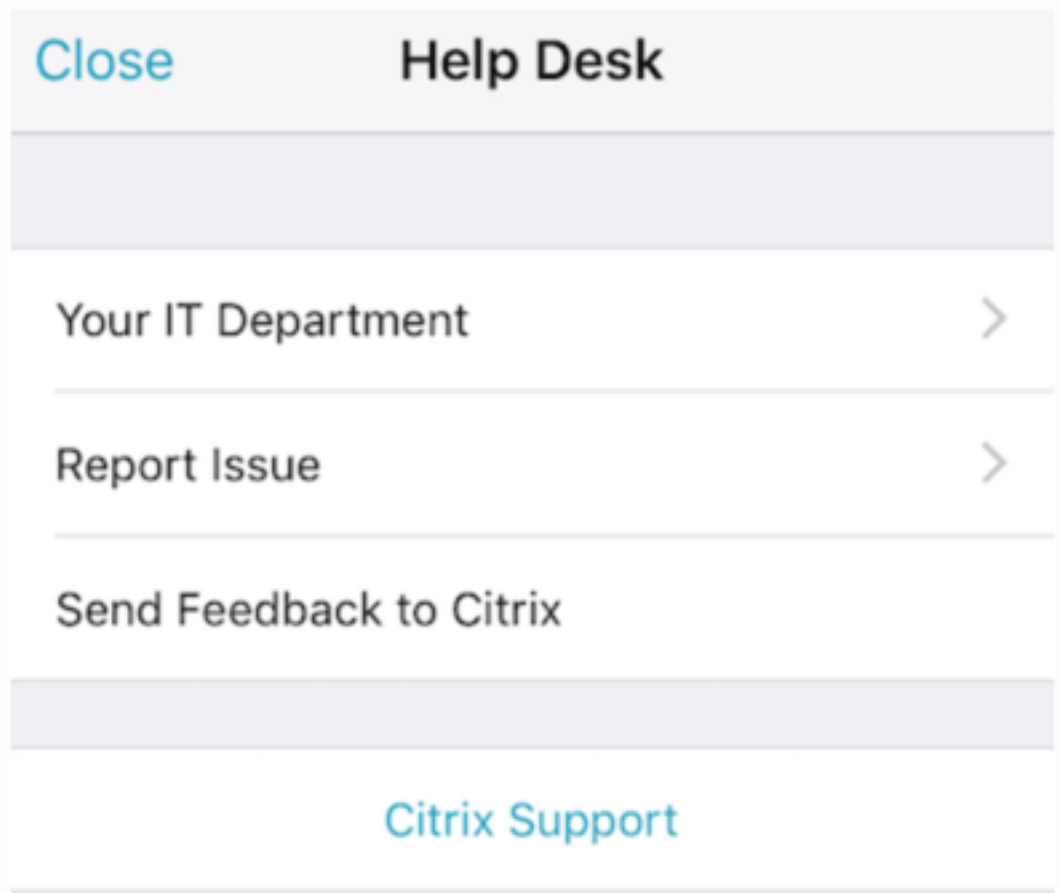 Close Help Desk
Your IT Department
Report Issue
Send Feedback to Citrix
Citrix Support